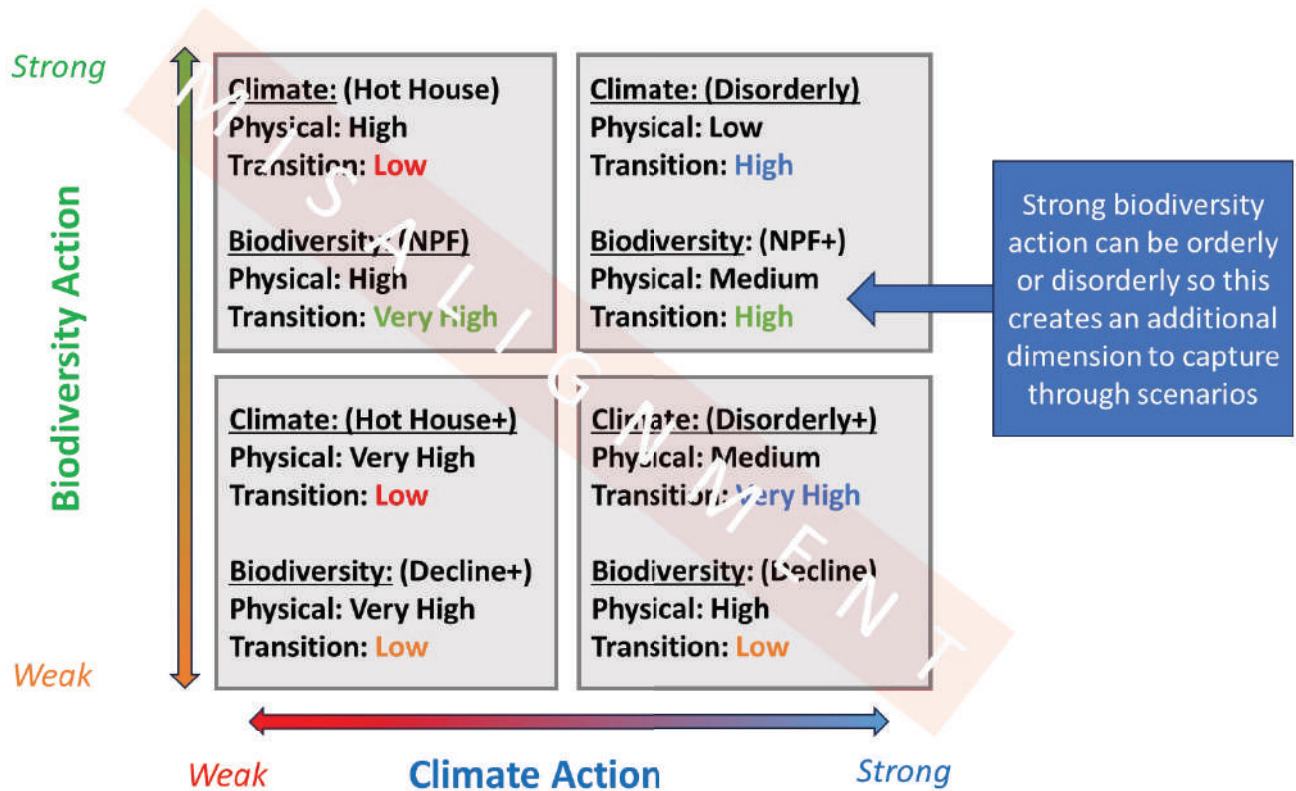 Strong
Biodiversity Action
Weak
Climate: (Hot House)
Physical: High
Transition: Low
Biodiversity: (NPF)
Physical: High
Transition: Very High
Climate: (Disorderly)
Physical: Low
Transition: High
Biodiversity: (NPF+)
Physical: Medium
Transition: High
Strong biodiversity
action can be orderly
or disorderly so this
creates an additional
dimension to capture
through scenarios
Climate: (Hot House+)
Physical: Very High
Transition: Low
Biodiversity: (Decline+)
Physical: Very High
Transition: Low
Climate: (Disorderly+)
Physical: Medium
Transition: Very High
Biodiversity: (Decline)
Physical: High
Transition: Low
MISALIGNMENT
Weak
Climate Action
Strong